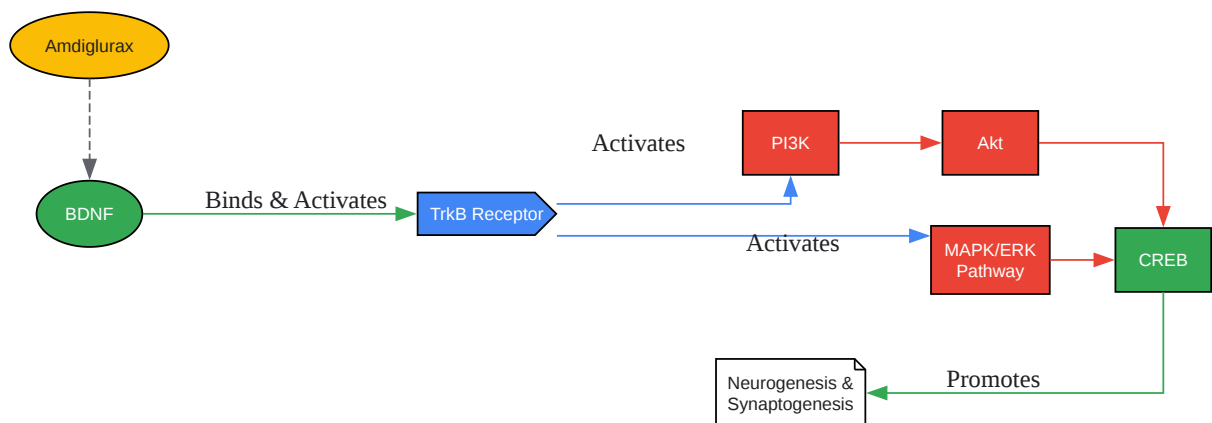 Amdiglurax
Activates
PI3K
Akt
BDNF
Binds & Activates
TrkB Receptor
Activates
MAPK/ERK
Pathway
CREB
Neurogenesis &
Synaptogenesis
Promotes